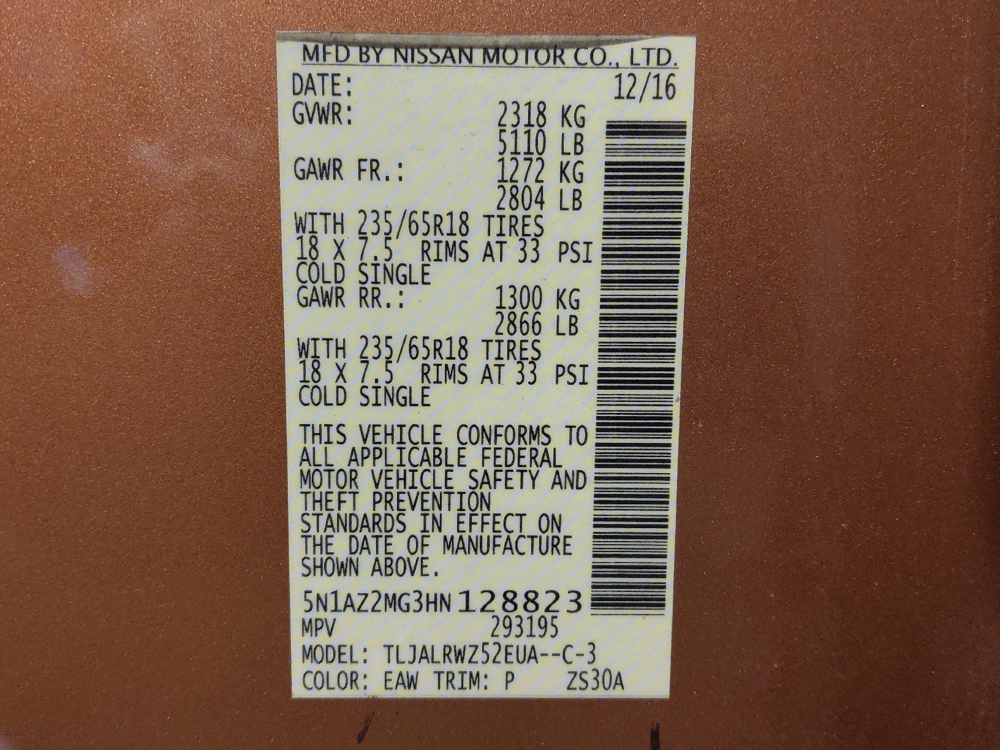 MFD BY NISSAN MOTOR CO., LTD.
DATE: 12/16
GVWR: 2318 KG
5110 LB
GAWR FR.: 1272 KG
2804 LB
WITH 235/65R18 TIRES
18 X 7.5 RIMS AT 33 PSI
COLD SINGLE
GAWR RR.: 1300 KG
2866 LB
WITH 235/65R18 TIRES
18 X 7.5 RIMS AT 33 PSI
COLD SINGLE
THIS VEHICLE CONFORMS TO
ALL APPLICABLE FEDERAL
MOTOR VEHICLE SAFETY AND
THEFT PREVENTION
STANDARDS IN EFFECT ON
THE DATE OF MANUFACTURE
SHOWN ABOVE.
5N1AZ2MG3HN128823
MPV 293195
MODEL: TLJALRWZ52EUA--C-3
COLOR: EAW TRIM: P ZS30A